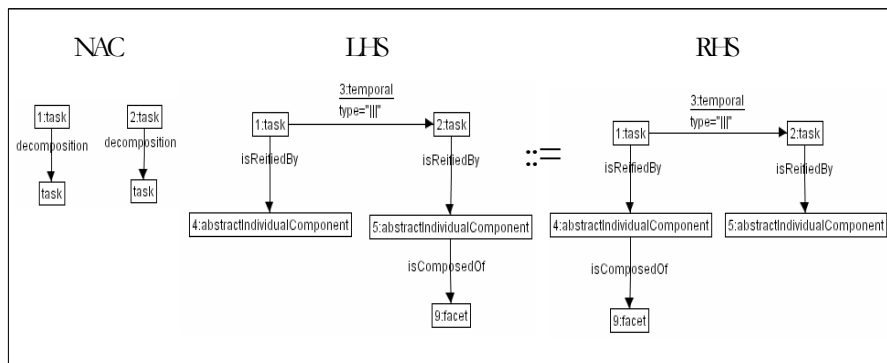 NAC
LHS
RHS
1:task
2:task
decomposition
decomposition
task
task
3:temporal
type="|||"
1:task
2:task
isReifiedBy
isReifiedBy
4:abstractIndividualComponent
5:abstractIndividualComponent
isComposedOf
9:facet
::=
3:temporal
type="|||"
1:task
2:task
isReifiedBy
isReifiedBy
4:abstractIndividualComponent
5:abstractIndividualComponent
isComposedOf
9:facet